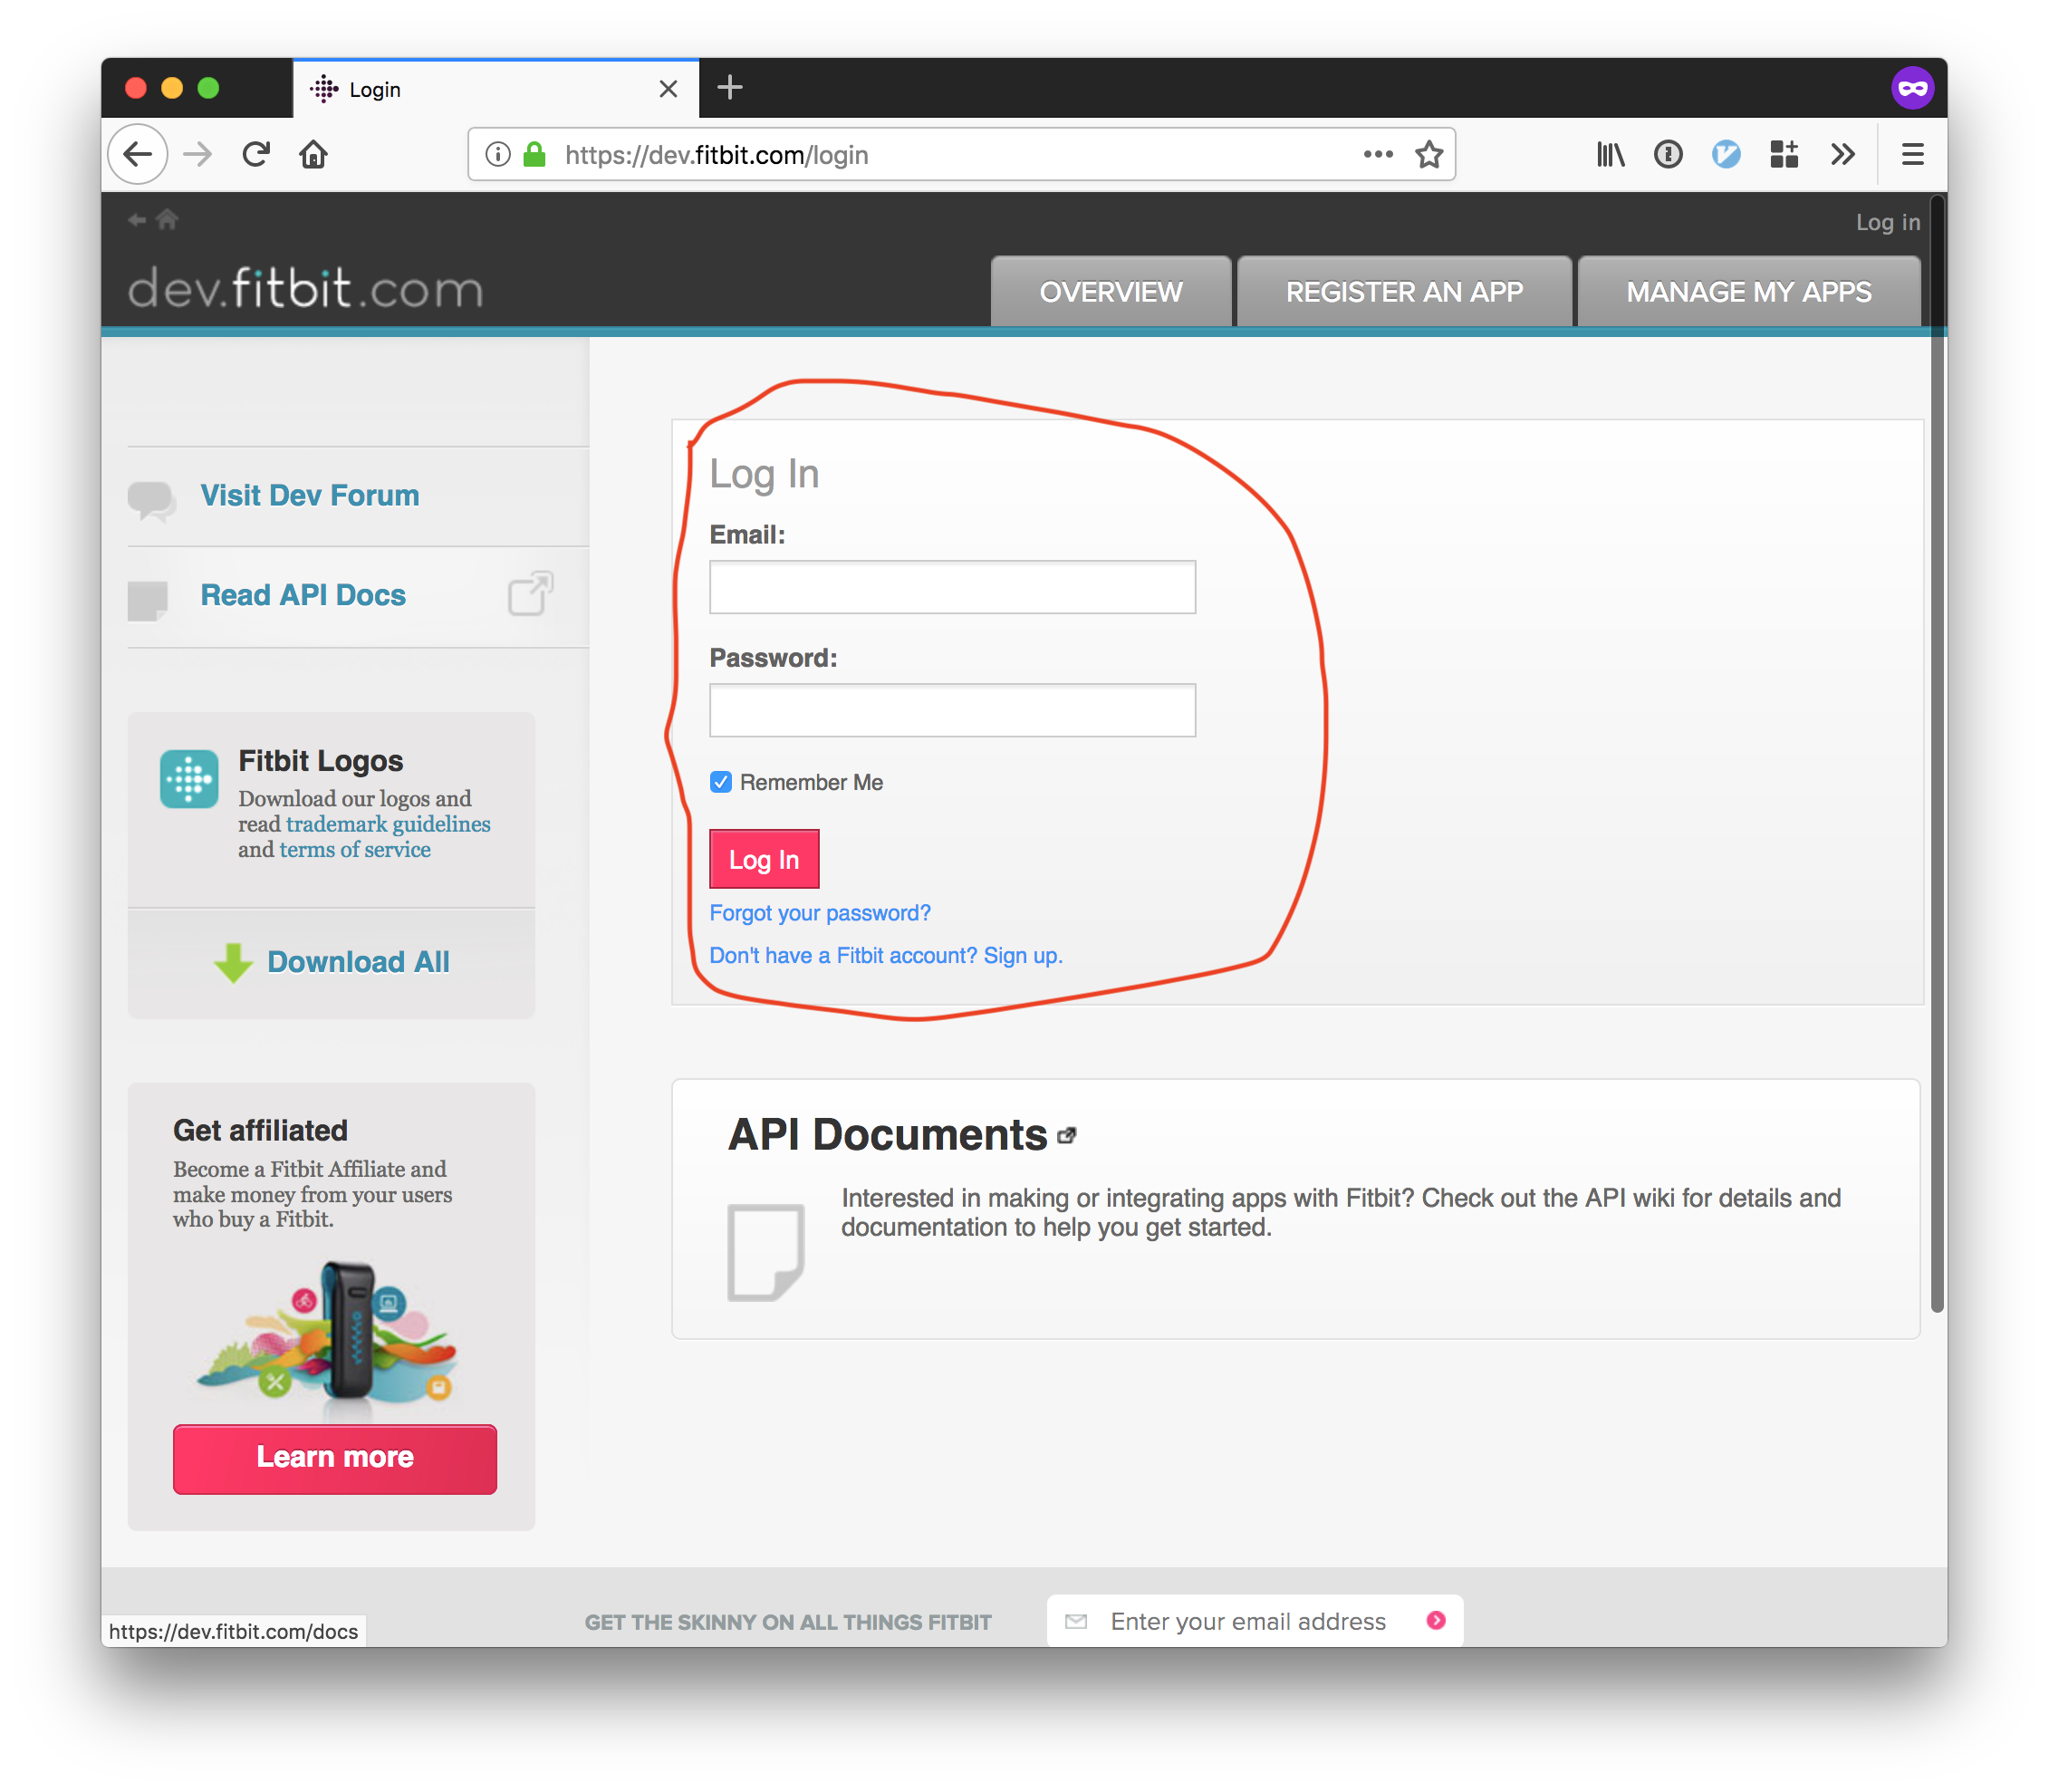 Login
https://dev.fitbit.com/login
Log in
dev.fitbit.com
OVERVIEW
REGISTER AN APP
MANAGE MY APPS
Visit Dev Forum
Read API Docs
Fitbit Logos
Download our logos and
read trademark guidelines
and terms of service
Download All
Get affiliated
Become a Fitbit Affiliate and
make money from your users
who buy a Fitbit.
Learn more
Log In
Email:
Password:
Remember Me
Log In
Forgot your password?
Don't have a Fitbit account? Sign up.
API Documents
Interested in making or integrating apps with Fitbit? Check out the API wiki for details and
documentation to help you get started.
https://dev.fitbit.com/docs
GET THE SKINNY ON ALL THINGS FITBIT
Enter your email address